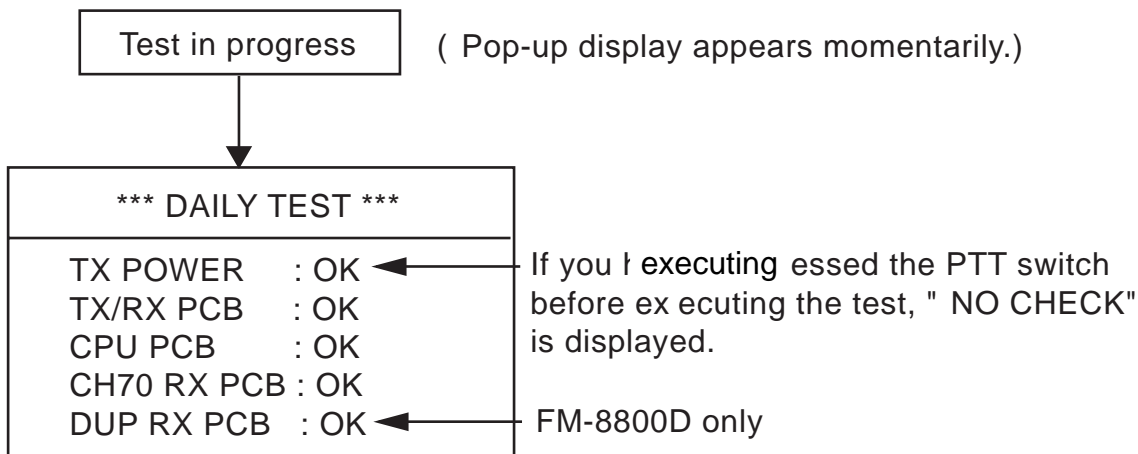 Test in progress
( Pop-up display appears momentarily.)
*** DAILY TEST ***
TX POWER : OK
TX/RX PCB : OK
CPU PCB : OK
CH70 RX PCB : OK
DUP RX PCB : OK
If you executing essed the PTT switch
before ex ecuting the test, " NO CHECK"
is displayed.
FM-8800D only